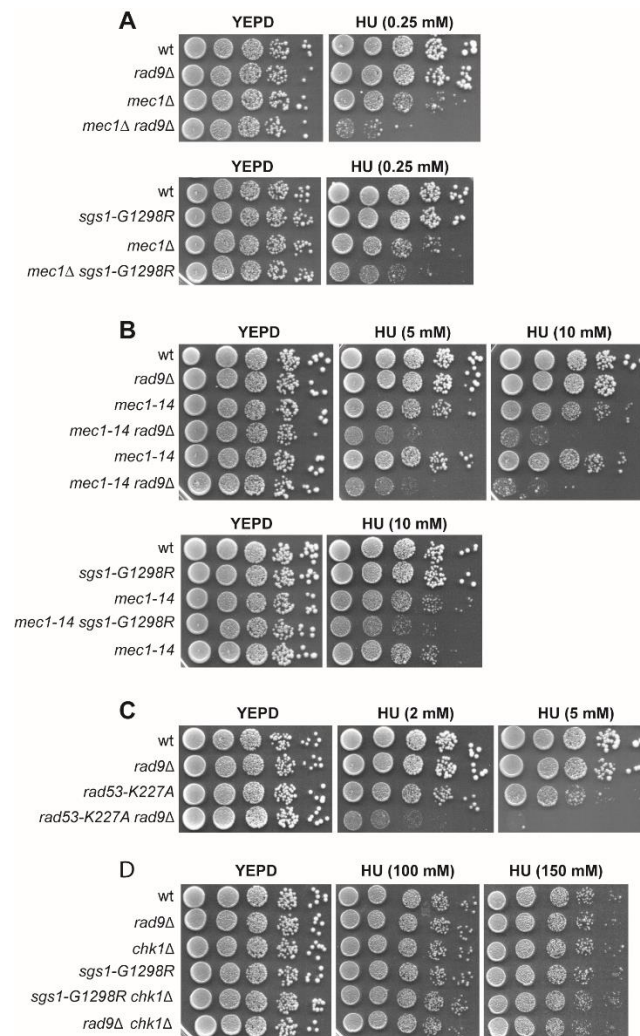 A
YEPD HU (0.25 mM)
wt
rad9Δ
mec1Δ
mec1Δ rad9Δ
YEPD HU (0.25 mM)
wt
sgs1-G1298R
mec1Δ
mec1Δ sgs1-G1298R
B
YEPD HU (5 mM) HU (10 mM)
wt
rad9Δ
mec1-14
mec1-14 rad9Δ
mec1-14
mec1-14 rad9Δ
YEPD HU (10 mM)
wt
sgs1-G1298R
mec1-14
mec1-14 sgs1-G1298R
mec1-14
C
YEPD HU (2 mM) HU (5 mM)
wt
rad9Δ
rad53-K227A
rad53-K227A rad9Δ
D
YEPD HU (100 mM) HU (150 mM)
wt
rad9Δ
chk1Δ
sgs1-G1298R
sgs1-G1298R chk1Δ
rad9Δ chk1Δ